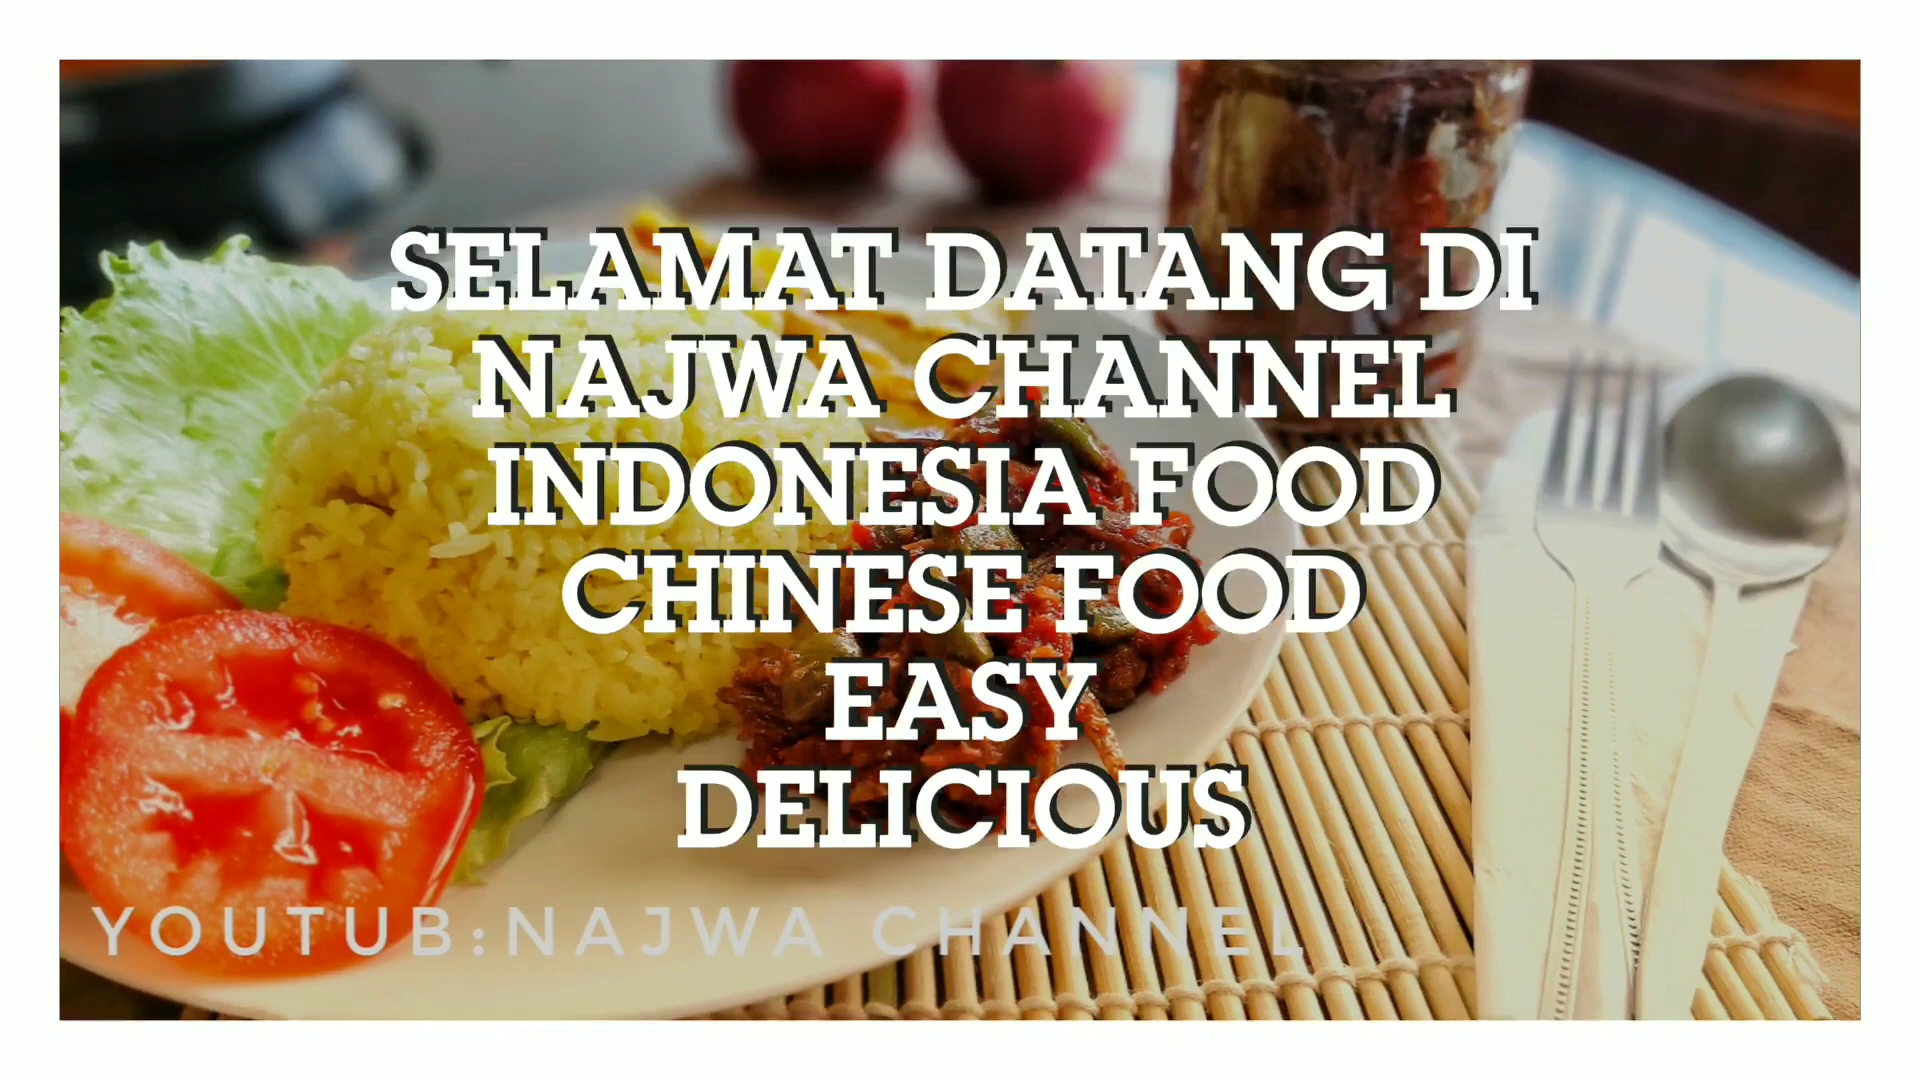 SELAMAT DATANG DI
NAJWA CHANNEL
INDONESIA FOOD
CHINESE FOOD
EASY
DELICIOUS
YOUTUB:NAJWA CHANNEL